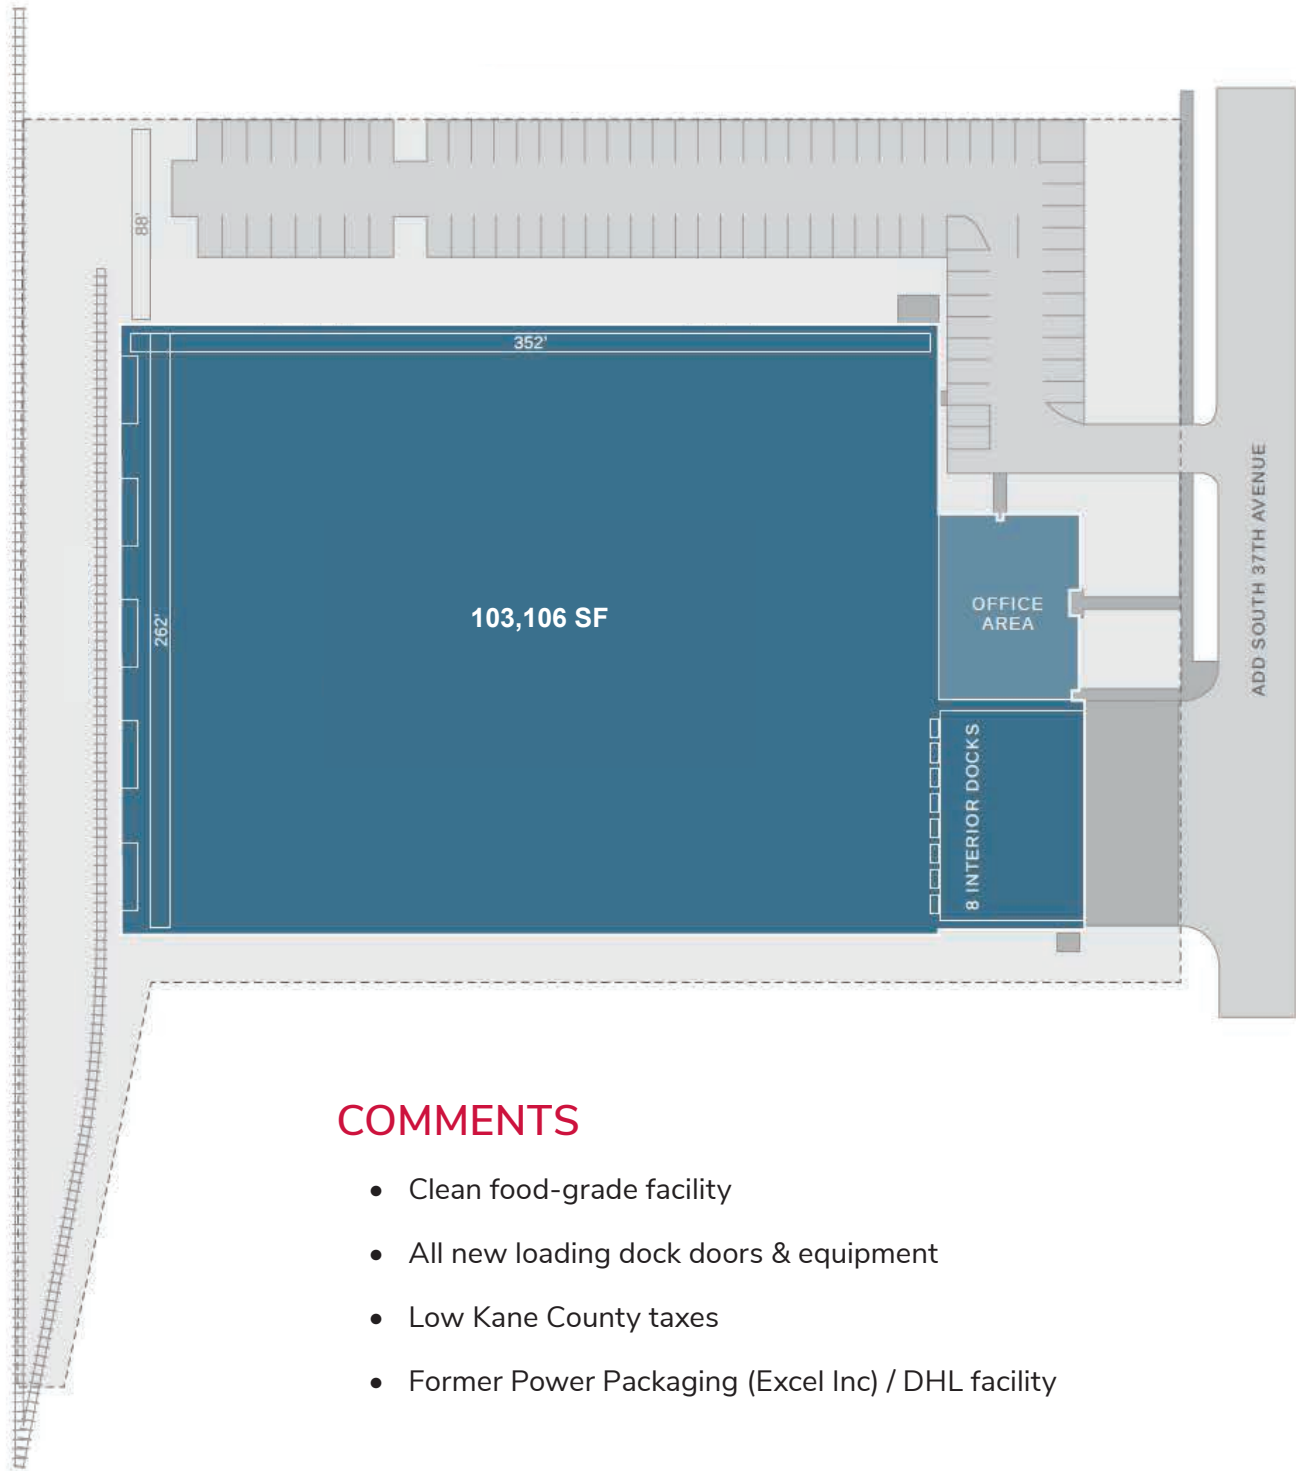 88'
352'
262'
103,106 SF
OFFICE
AREA
8 INTERIOR DOCKS
ADD SOUTH 37TH AVENUE
COMMENTS
• Clean food-grade facility
• All new loading dock doors & equipment
• Low Kane County taxes
• Former Power Packaging (Excel Inc) / DHL facility